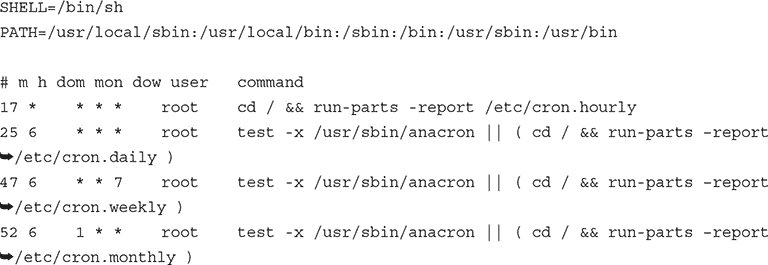 SHELL=/bin/sh
PATH=/usr/local/sbin:/usr/local/bin:/sbin:/bin:/usr/sbin:/usr/bin
# m h dom mon dow user   command
17 *    * * *    root    cd / && run-parts -report /etc/cron.hourly
25 6    * * *    root    test -x /usr/sbin/anacron || ( cd / && run-parts -report
➥/etc/cron.daily )
47 6    * * 7    root    test -x /usr/sbin/anacron || ( cd / && run-parts -report
➥/etc/cron.weekly )
52 6    1 * *    root    test -x /usr/sbin/anacron || ( cd / && run-parts -report
➥/etc/cron.monthly )